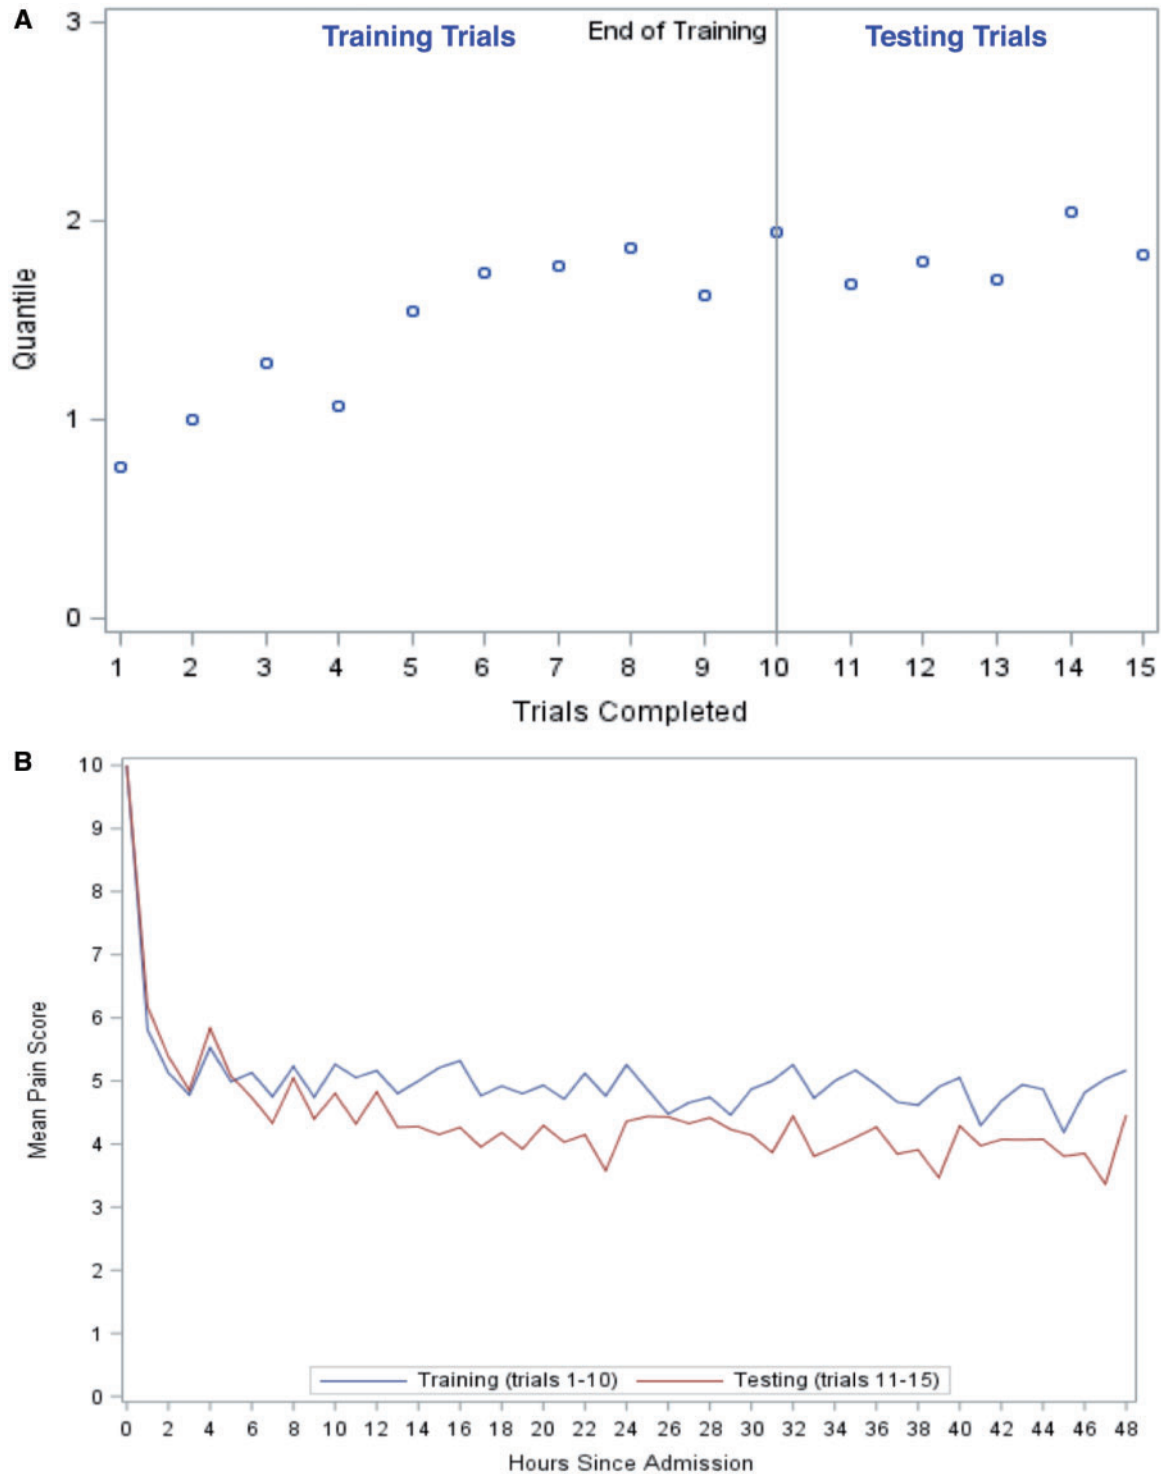 A
Training Trials
End of Training
Testing Trials
3
2
1
0
Quantile
1 2 3 4 5 6 7 8 9 10 11 12 13 14 15
Trials Completed
B
10
9
8
7
6
5
4
3
2
1
0
Mean Pain Score
Training (trials 1-10) Testing (trials 11-15)
0 2 4 6 8 10 12 14 16 18 20 22 24 26 28 30 32 34 36 38 40 42 44 46 48
Hours Since Admission